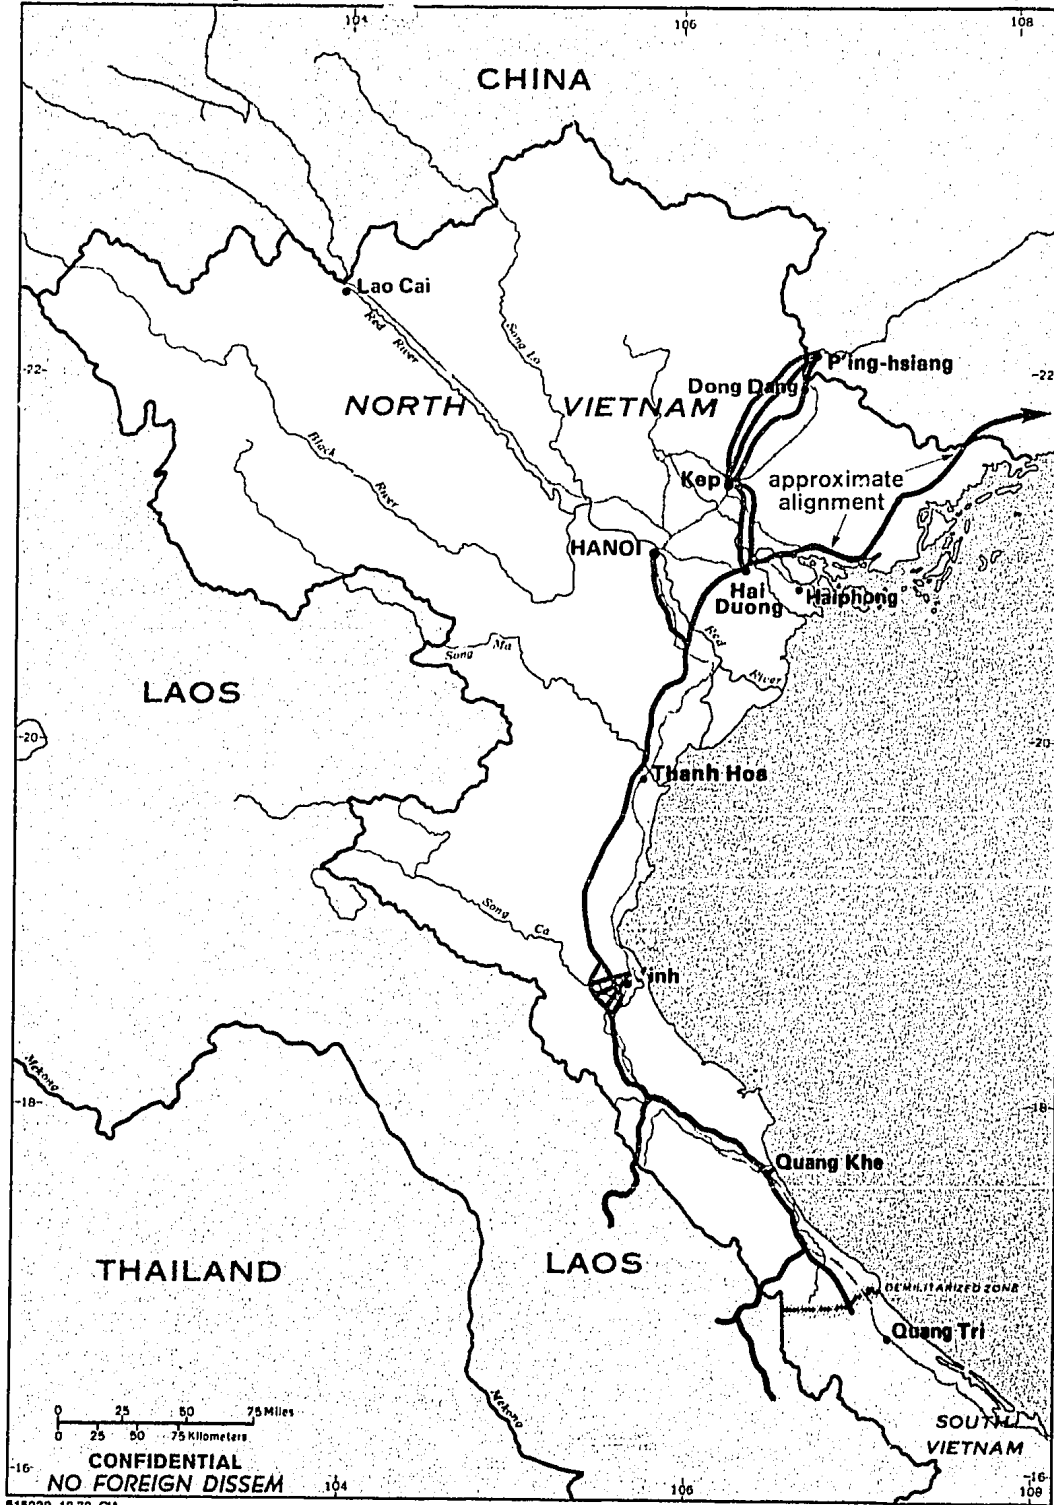 104
106
108
CHINA
Lao Cai
Red
River
Song Lo
-22-
-22
P'ing-hsiang
Dong Dang
NORTH VIETNAM
Black
River
Kep
approximate
alignment
HANOI
Hai
Duong
Haiphong
Red
River
Song Ma
LAOS
-20-
-20
Thanh Hoa
Song
Ca
inh
Mekong
-18-
-18
Quang Khe
THAILAND
LAOS
DEMILITARIZED ZONE
Quang Tri
Mekong
0 25 50 75 Miles
0 25 50 75 Kilometers
SOUTH
VIETNAM
CONFIDENTIAL
NO FOREIGN DISSEM
-16-
-16
104
106
108